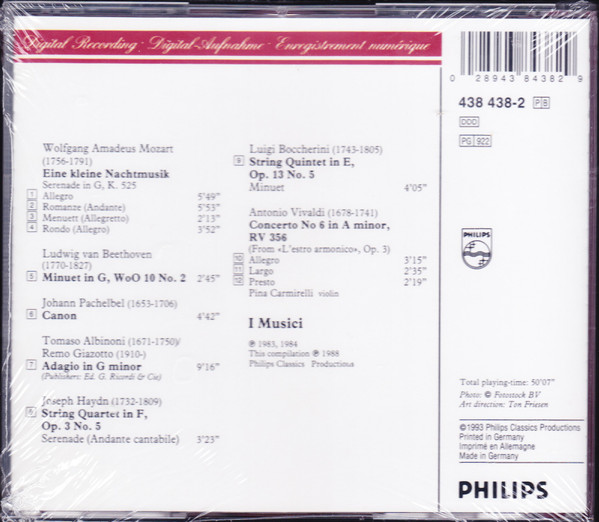 Digital Recording · Digital-Aufnahme · Enregistrement numérique
Wolfgang Amadeus Mozart
(1756-1791)
Eine kleine Nachtmusik
Serenade in G, K. 525
1 Allegro 5'49"
2 Romanze (Andante) 5'53"
3 Menuett (Allegretto) 2'13"
4 Rondo (Allegro) 3'52"
Ludwig van Beethoven
(1770-1827)
5 Minuet in G, WoO 10 No. 2 2'45"
Johann Pachelbel (1653-1706)
6 Canon 4'42"
Tomaso Albinoni (1671-1750)/
Remo Giazotto (1910-)
7 Adagio in G minor 9'16"
(Publishers: Ed. G. Ricordi & Cie)
Joseph Haydn (1732-1809)
8 String Quartet in F,
Op. 3 No. 5
Serenade (Andante cantabile) 3'23"
Luigi Boccherini (1743-1805)
9 String Quintet in E,
Op. 13 No. 5
Minuet 4'05"
Antonio Vivaldi (1678-1741)
Concerto No 6 in A minor,
RV 356
(From «L'estro armonico», Op. 3)
10 Allegro 3'15"
11 Largo 2'35"
12 Presto 2'19"
Pina Carmirelli violin
I Musici
℗ 1983, 1984
This compilation ℗ 1988
Philips Classics Productions
0 28943 84382 9
438 438-2 P B
DDD
PG 922
PHILIPS
Total playing-time: 50'07"
Photo: © Fotostock BV
Art direction: Ton Friesen
©1993 Philips Classics Productions
Printed in Germany
Imprimé en Allemagne
Made in Germany
PHILIPS